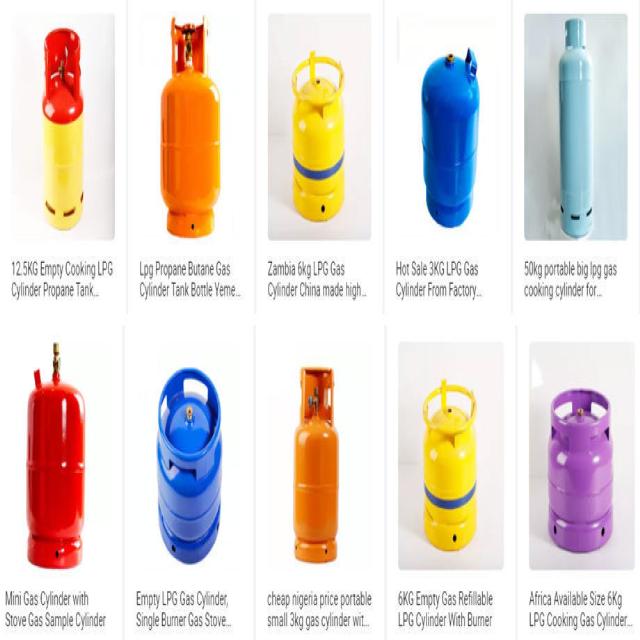 12.5KG Empty Cooking LPG
Cylinder Propane Tank...
Lpg Propane Butane Gas
Cylinder Tank Bottle Yeme...
Zambia 6kg LPG Gas
Cylinder China made high...
Hot Sale 3KG LPG Gas
Cylinder From Factory...
50kg portable big lpg gas
cooking cylinder for...
Mini Gas Cylinder with
Stove Gas Sample Cylinder
Empty LPG Gas Cylinder,
Single Burner Gas Stove...
cheap nigeria price portable
small 3kg gas cylinder wit...
6KG Empty Gas Refillable
LPG Cylinder With Burner
Africa Available Size 6Kg
LPG Cooking Gas Cylinder...